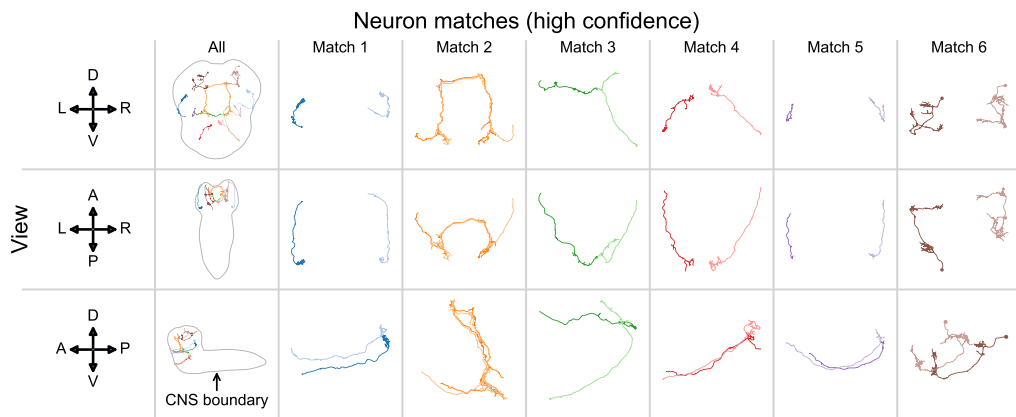 Neuron matches (high confidence)
All Match 1 Match 2 Match 3 Match 4 Match 5 Match 6
D
L R
V
View
A
L R
P
D
A P
V
CNS boundary